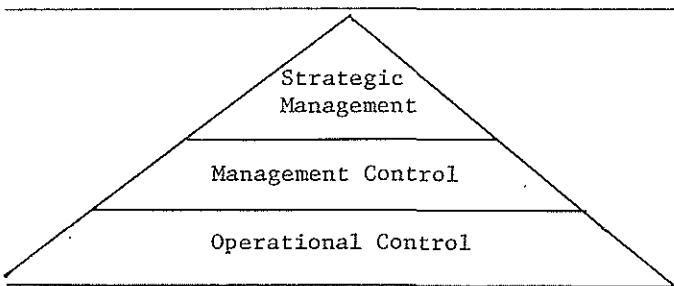 Strategic
Management
Management Control
Operational Control